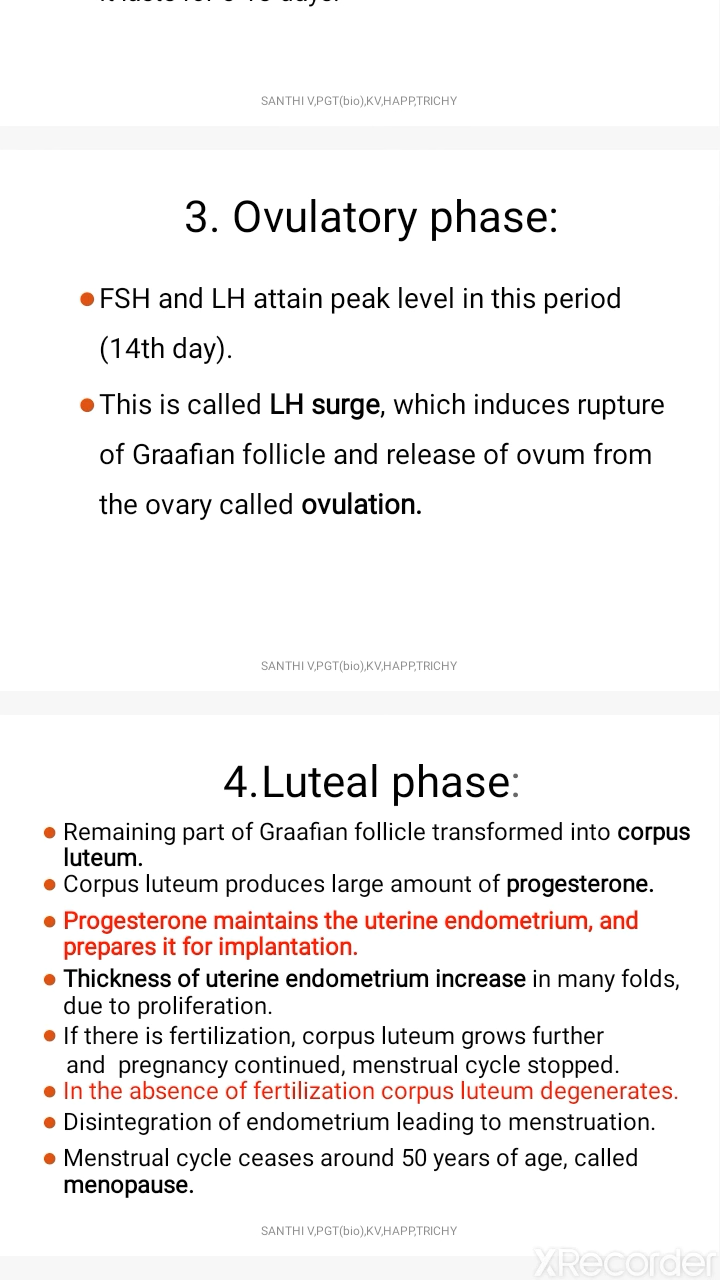 SANTHI V,PGT(bio),KV,HAPP,TRICHY
3. Ovulatory phase:
● FSH and LH attain peak level in this period
(14th day).
● This is called LH surge, which induces rupture
of Graafian follicle and release of ovum from
the ovary called ovulation.
SANTHI V,PGT(bio),KV,HAPP,TRICHY
4.Luteal phase:
● Remaining part of Graafian follicle transformed into corpus
luteum.
● Corpus luteum produces large amount of progesterone.
● Progesterone maintains the uterine endometrium, and
prepares it for implantation.
● Thickness of uterine endometrium increase in many folds,
due to proliferation.
● If there is fertilization, corpus luteum grows further
and pregnancy continued, menstrual cycle stopped.
● In the absence of fertilization corpus luteum degenerates.
● Disintegration of endometrium leading to menstruation.
● Menstrual cycle ceases around 50 years of age, called
menopause.
SANTHI V,PGT(bio),KV,HAPP,TRICHY
XRecorder